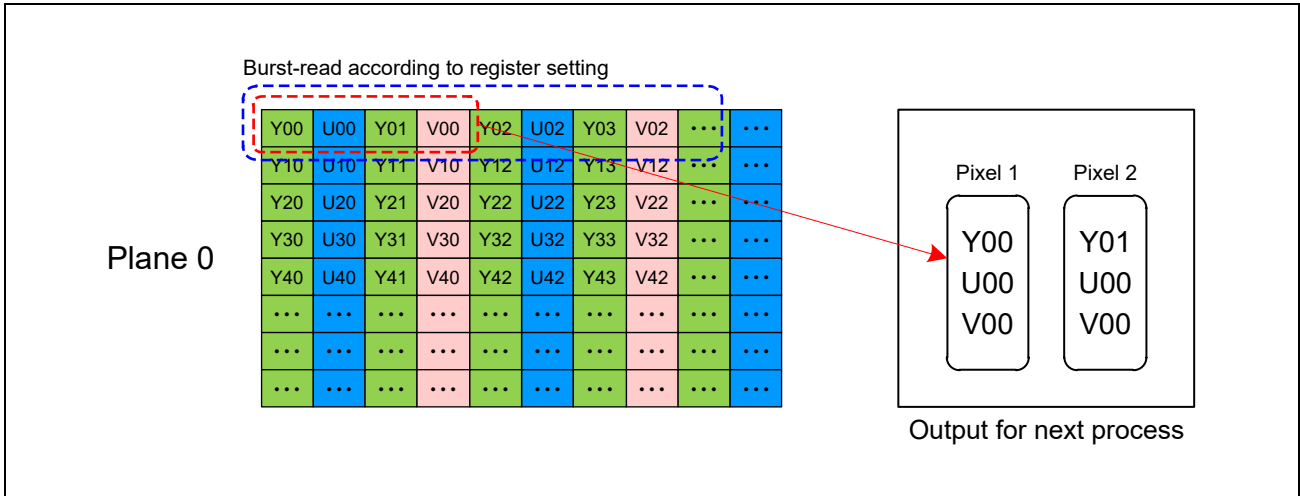 Burst-read according to register setting
Y00 U00 Y01 V00 Y02 U02 Y03 V02 ... ...
Y10 U10 Y11 V10 Y12 U12 Y13 V12 ... ...
Y20 U20 Y21 V20 Y22 U22 Y23 V22 ... ...
Y30 U30 Y31 V30 Y32 U32 Y33 V32 ... ...
Y40 U40 Y41 V40 Y42 U42 Y43 V42 ... ...
... ... ... ... ... ... ... ... ... ...
... ... ... ... ... ... ... ... ... ...
... ... ... ... ... ... ... ... ... ...
Plane 0
Pixel 1 Pixel 2
Y00 Y01
U00 U00
V00 V00
Output for next process